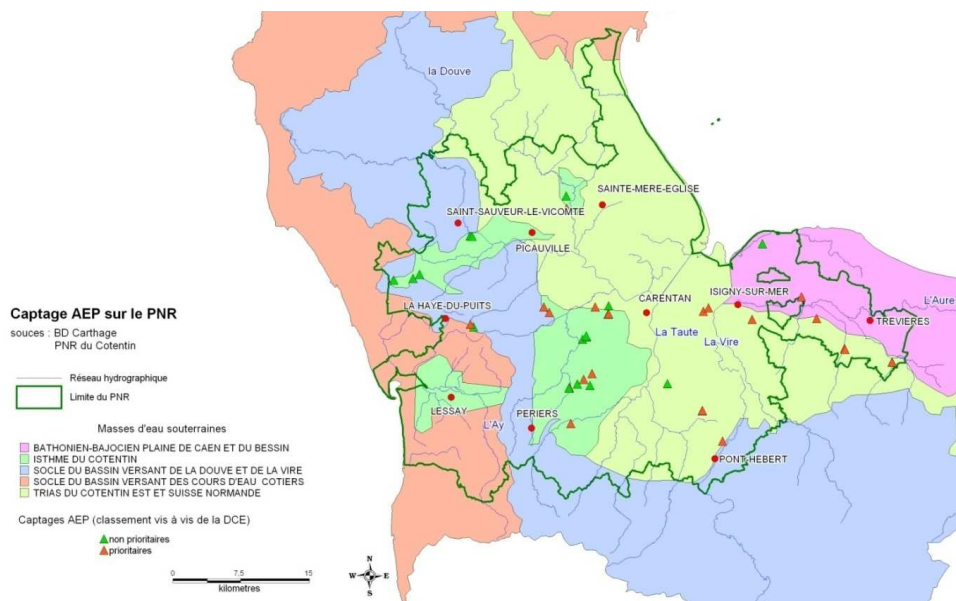 la Douve
SAINTE-MERE-EGLISE
SAINT-SAUVEUR-LE-VICOMTE
PICAUVILLE
LA HAYE-DU-PUITS
CARENTAN
ISIGNY-SUR-MER
L'Aure
La Taute
La Vire
TREVIERES
LESSAY
PERIERS
L'Ay
PONT-HEBERT
Captage AEP sur le PNR
souces : BD Carthage
PNR du Cotentin
Réseau hydrographique
Limite du PNR
Masses d'eau souterraines
BATHONIEN-BAJOCIEN PLAINE DE CAEN ET DU BESSIN
ISTHME DU COTENTIN
SOCLE DU BASSIN VERSANT DE LA DOUVE ET DE LA VIRE
SOCLE DU BASSIN VERSANT DES COURS D'EAU COTIERS
TRIAS DU COTENTIN EST ET SUISSE NORMANDE
Captages AEP (classement vis à vis de la DCE)
non prioritaires
prioritaires
0 7,5 15
kilometres
N
W E
S